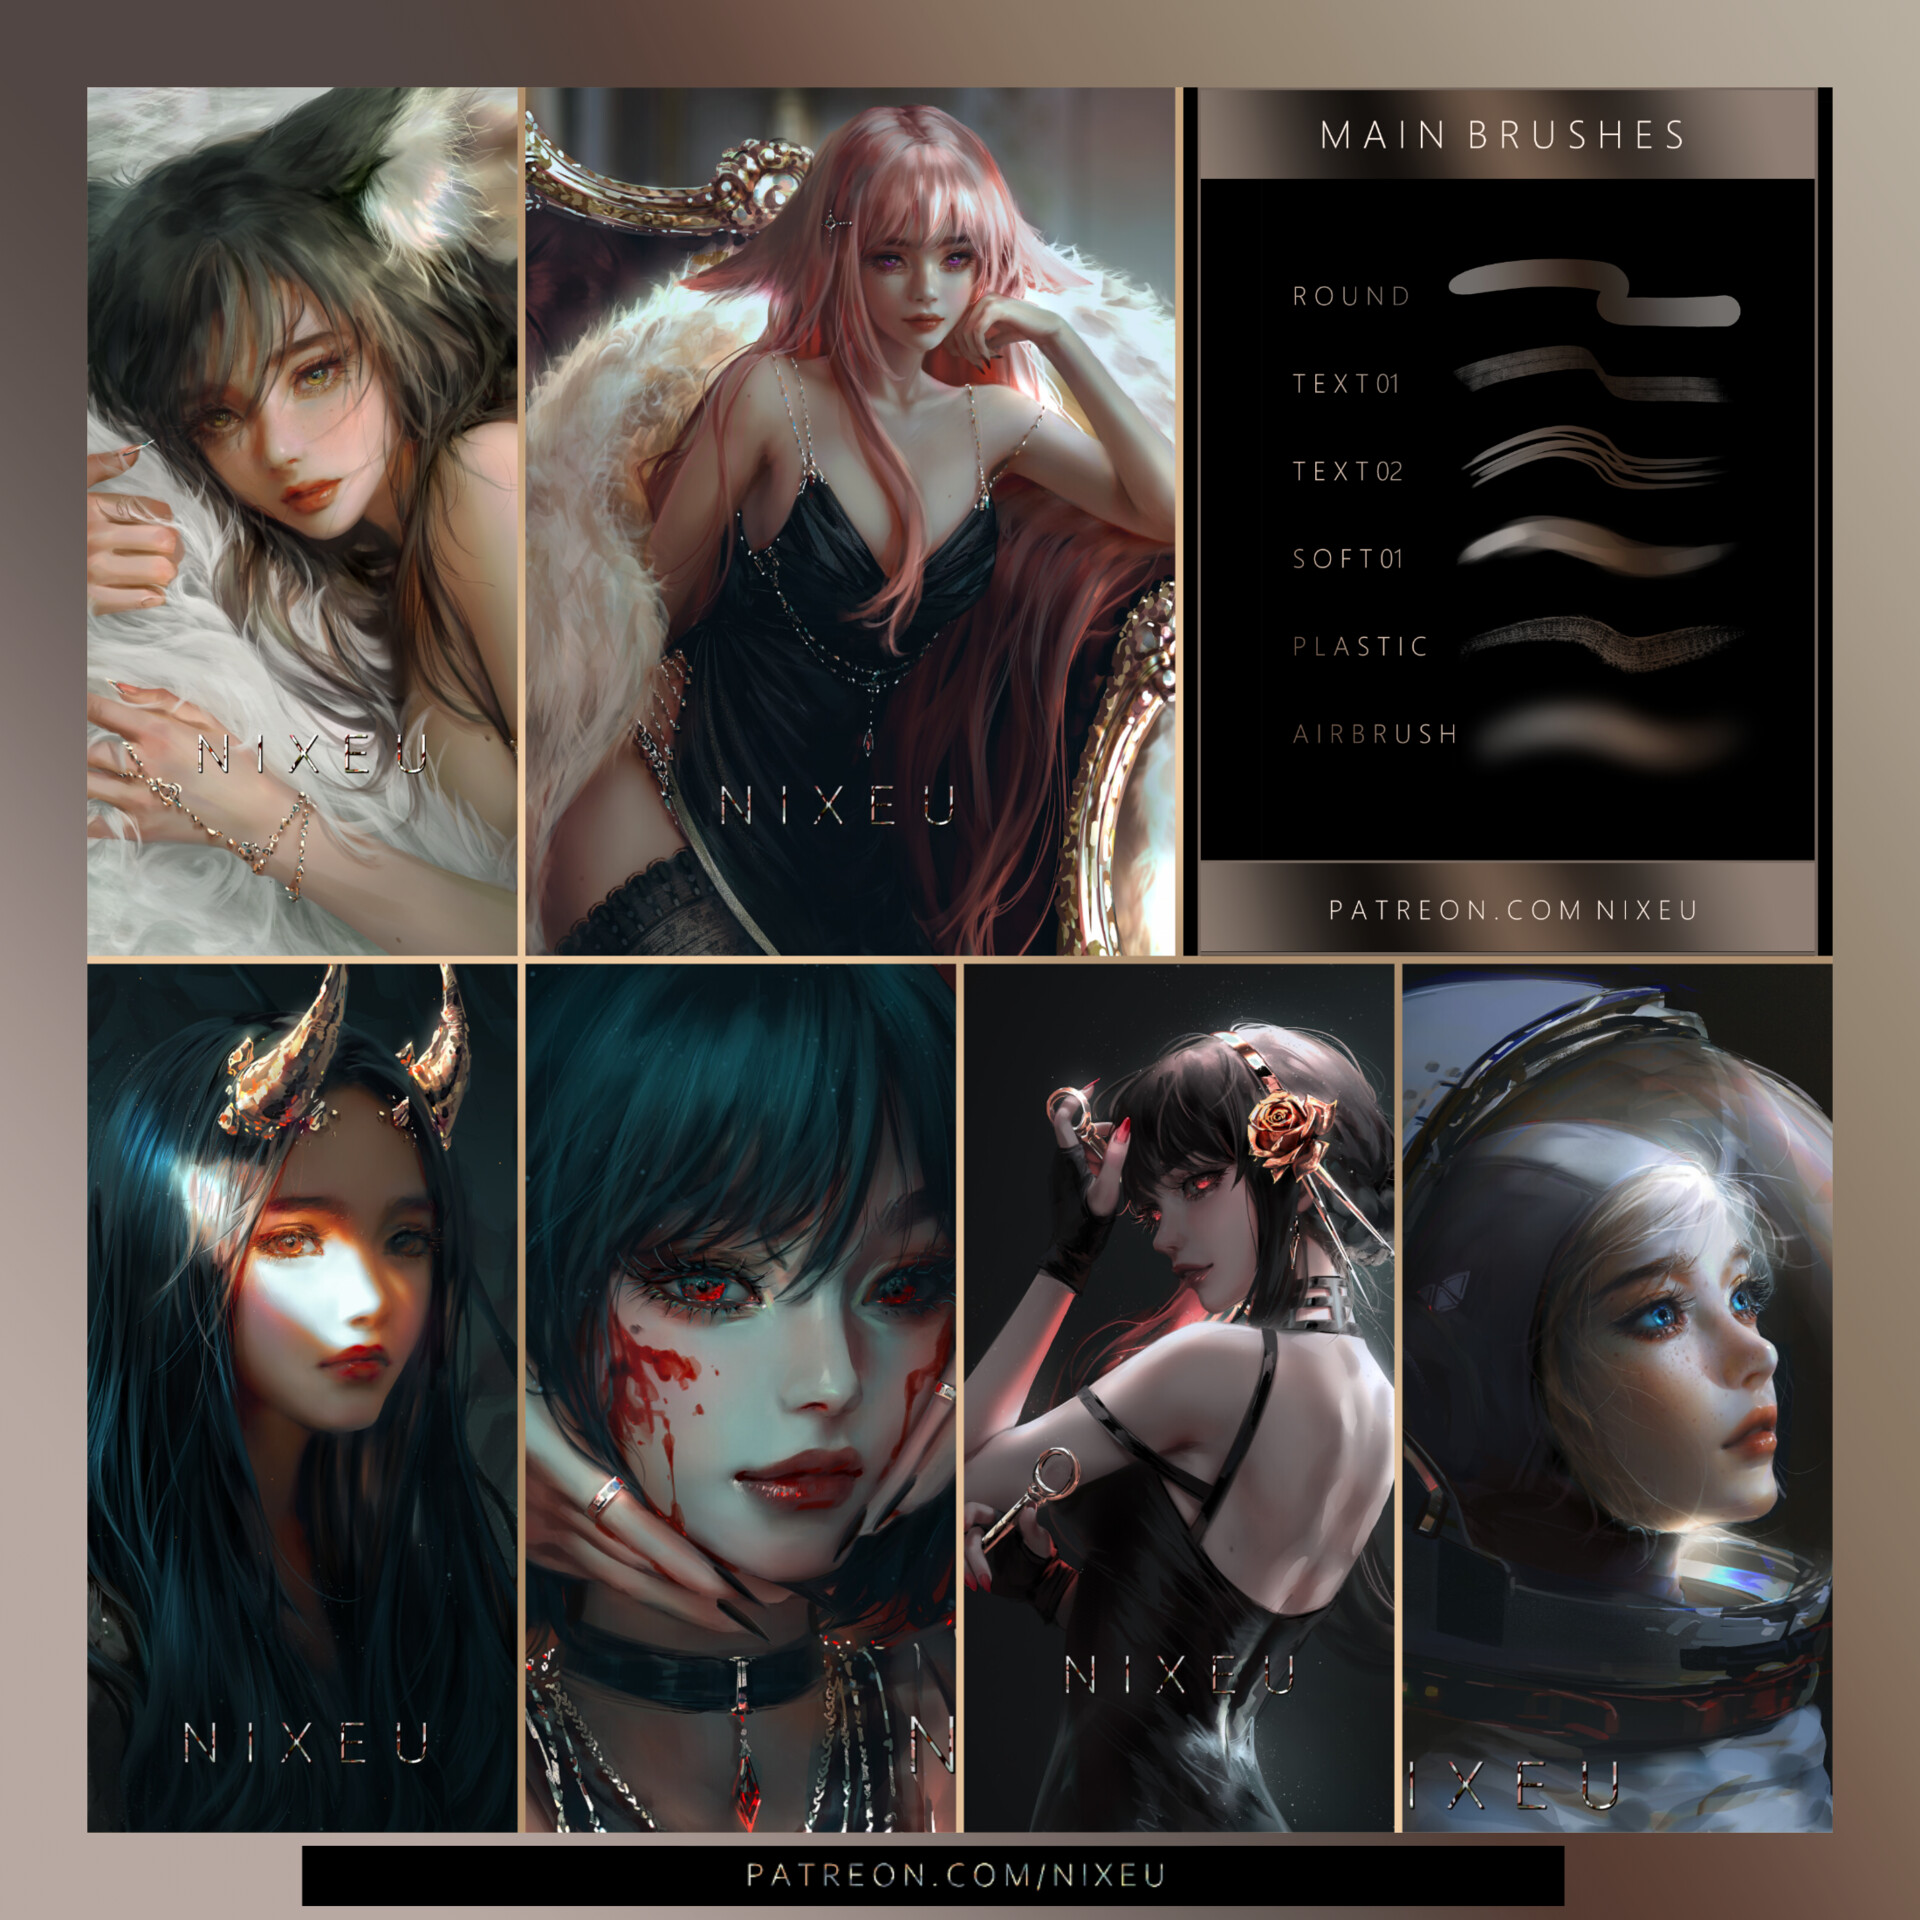 NIXEU
NIXEU
MAIN BRUSHES
ROUND
TEXT01
TEXT02
SOFT01
PLASTIC
AIRBRUSH
PATREON.COM NIXEU
NIXEU
N
NIXEU
IXEU
PATREON.COM/NIXEU